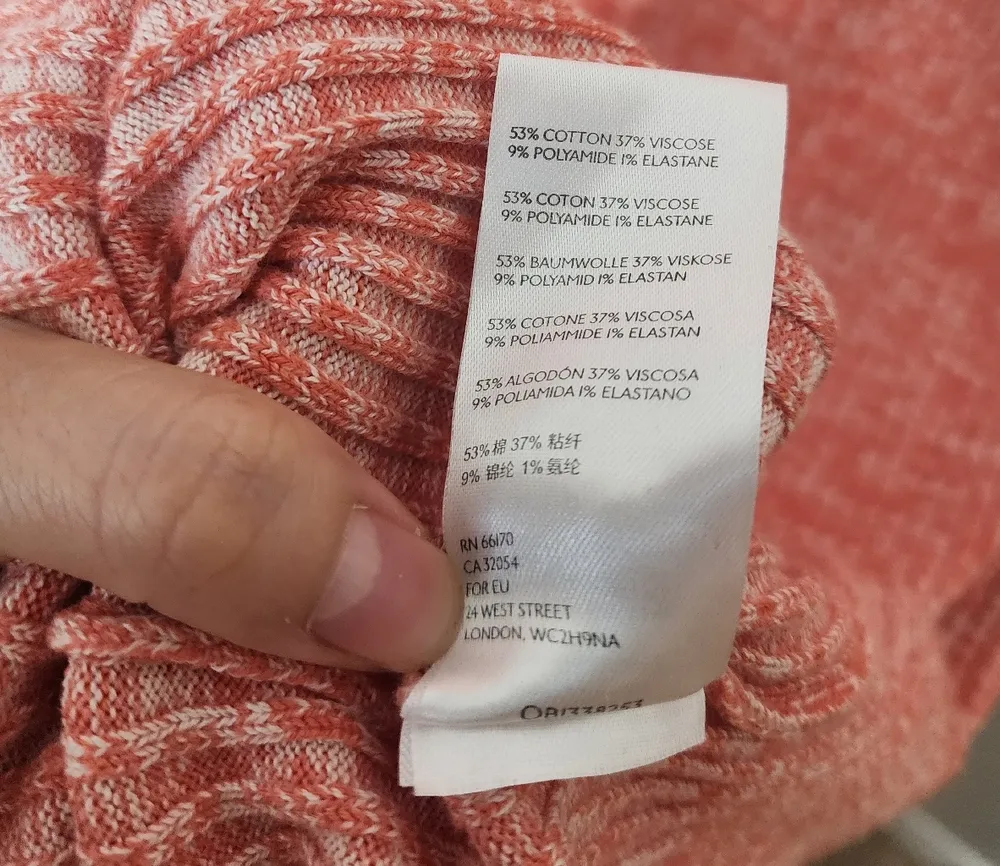 53% COTTON 37% VISCOSE
9% POLYAMIDE 1% ELASTANE
53% COTON 37% VISCOSE
9% POLYAMIDE 1% ELASTANE
53% BAUMWOLLE 37% VISKOSE
9% POLYAMID 1% ELASTAN
53% COTONE 37% VISCOSA
9% POLIAMMIDE 1% ELASTAN
53% ALGODÓN 37% VISCOSA
9% POLIAMIDA 1% ELASTANO
53% 棉 37% 粘纤
9% 锦纶 1% 氨纶
RN 66170
CA 32054
FOR EU
24 WEST STREET
LONDON, WC2H9NA